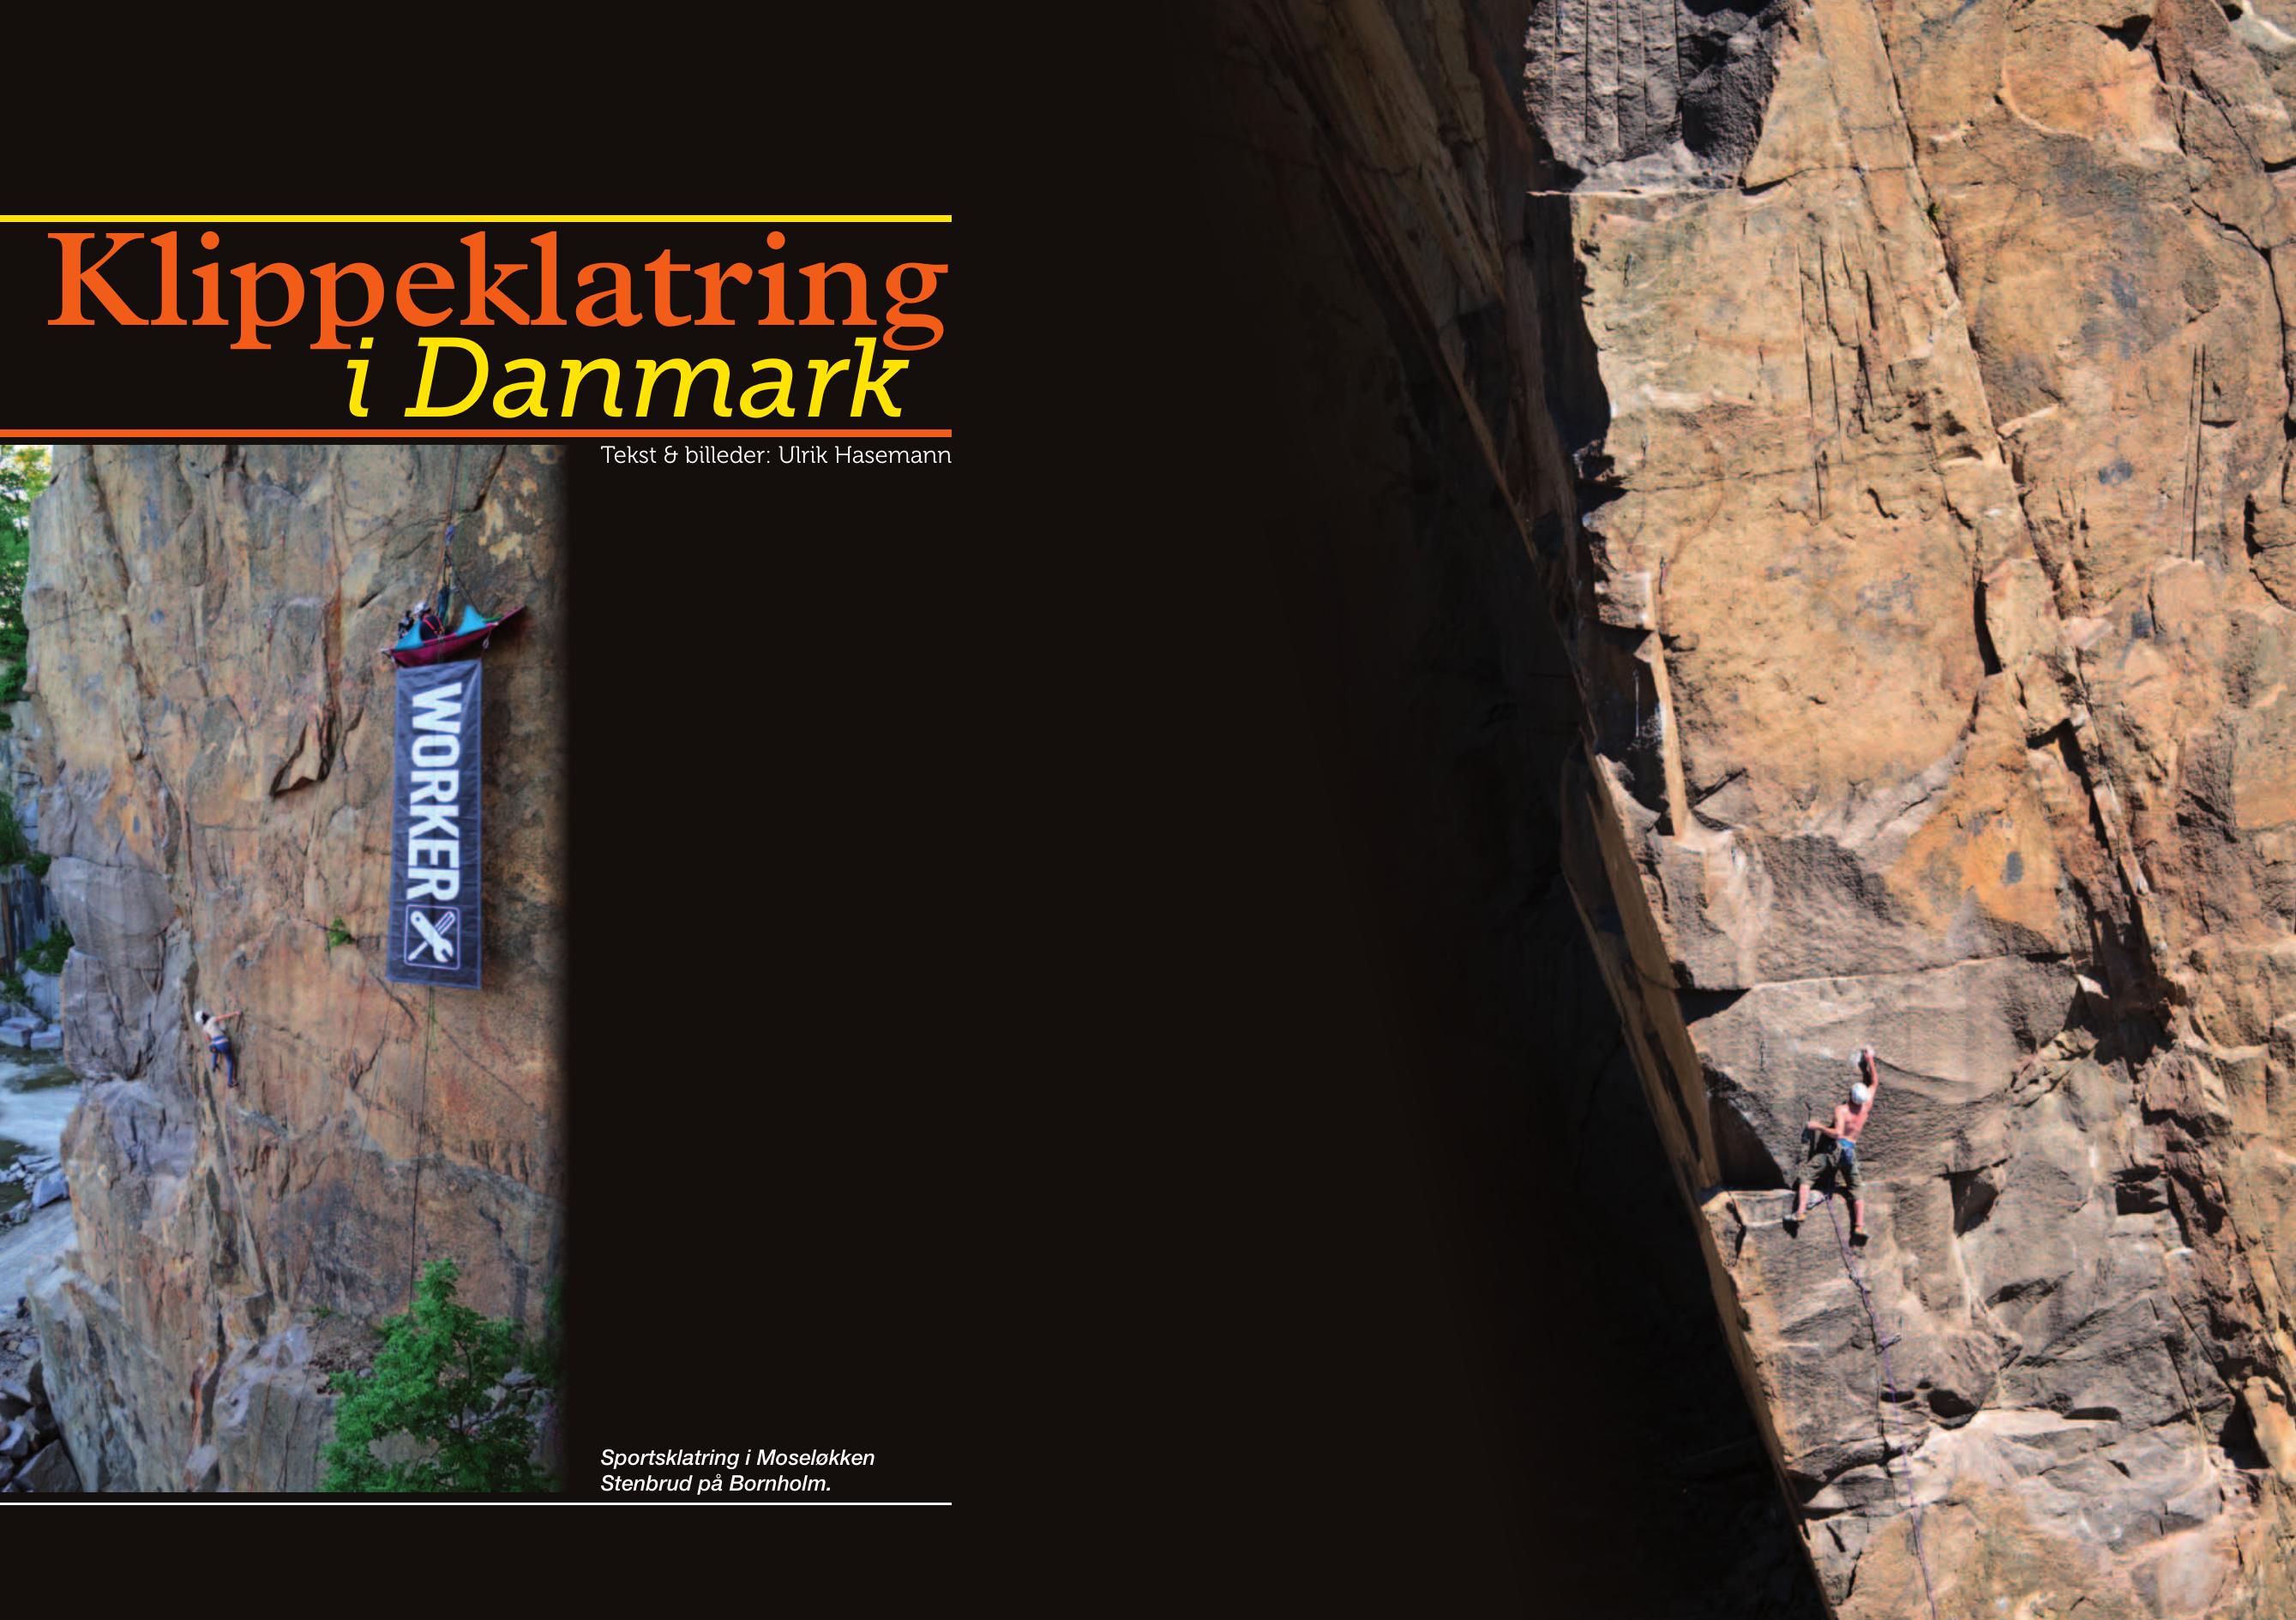 Klippeklatring
i Danmark
Tekst & billeder: Ulrik Hasemann
WORKER
Sportsklatring i Moseløkken
Stenbrud på Bornholm.